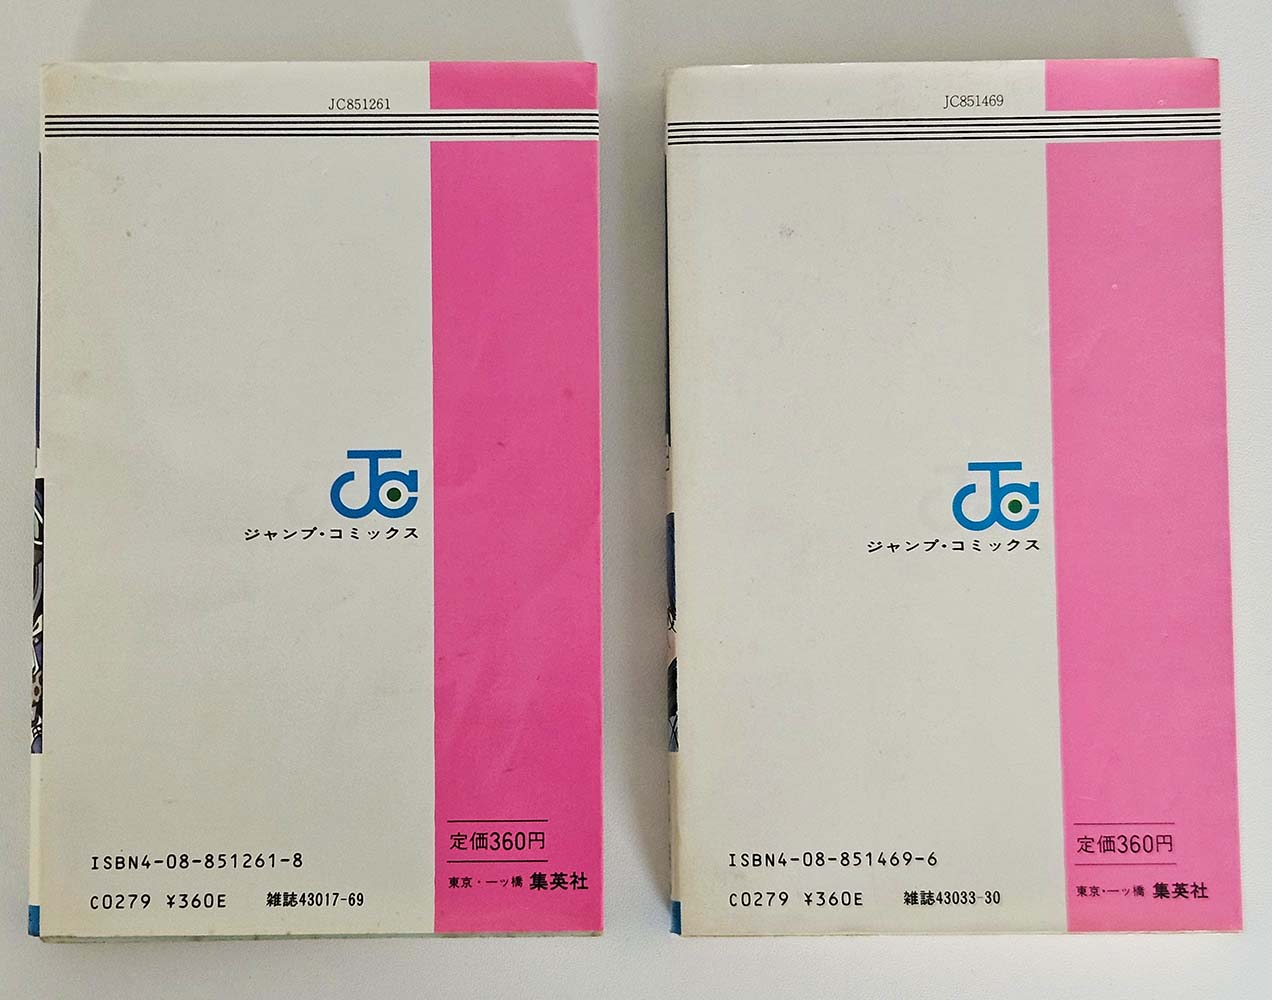 JC851261
JC
ジャンプ・コミックス
定価360円
ISBN4-08-851261-8
東京・一ツ橋 集英社
C0279 ¥360E 雑誌43017-69
JC851469
JC
ジャンプ・コミックス
定価360円
ISBN4-08-851469-6
東京・一ツ橋 集英社
C0279 ¥360E 雑誌43033-30